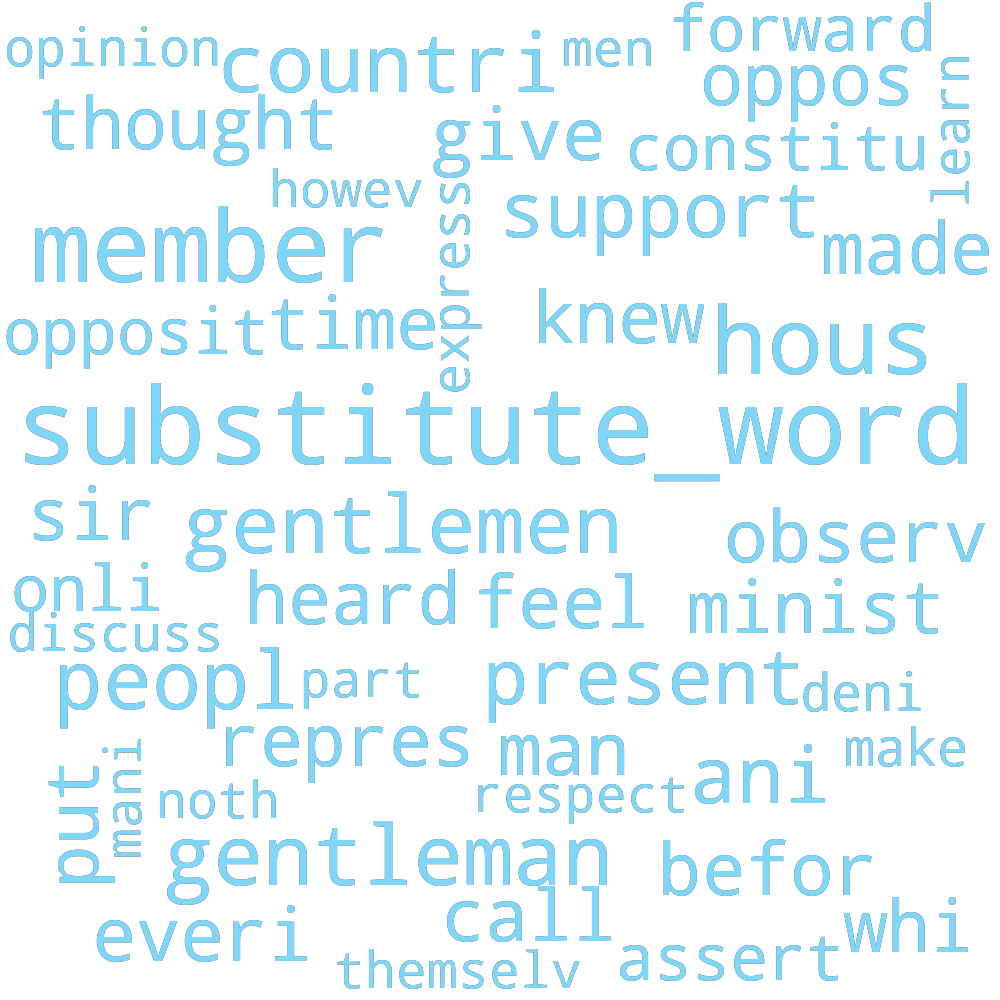 opinion countri men forward
oppos
thought give constitu learn
howev express support
member made
opposit time knew hous
substitute_word
sir gentlemen observ
onli heard feel minist
discuss
peopl part present deni
repres man make
put mani noth respect ani
gentleman befor
everi call whi
themselv assert